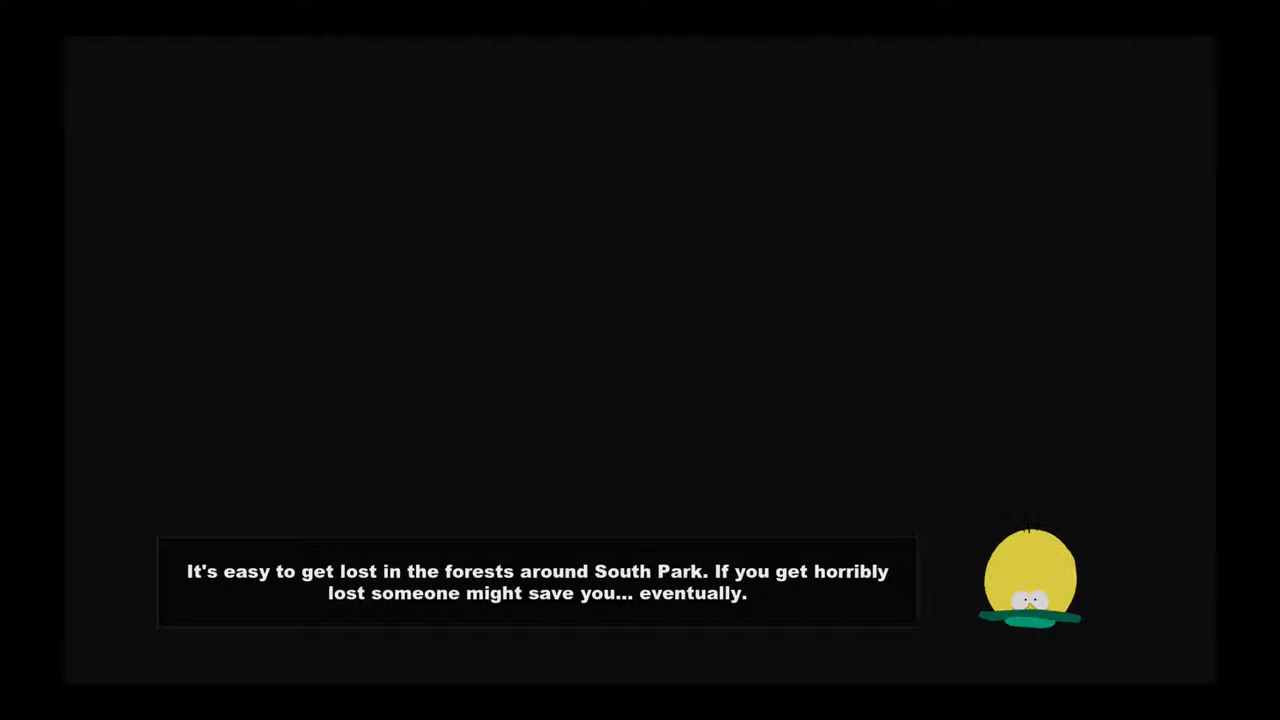 It's easy to get lost in the forests around South Park. If you get horribly
lost someone might save you... eventually.